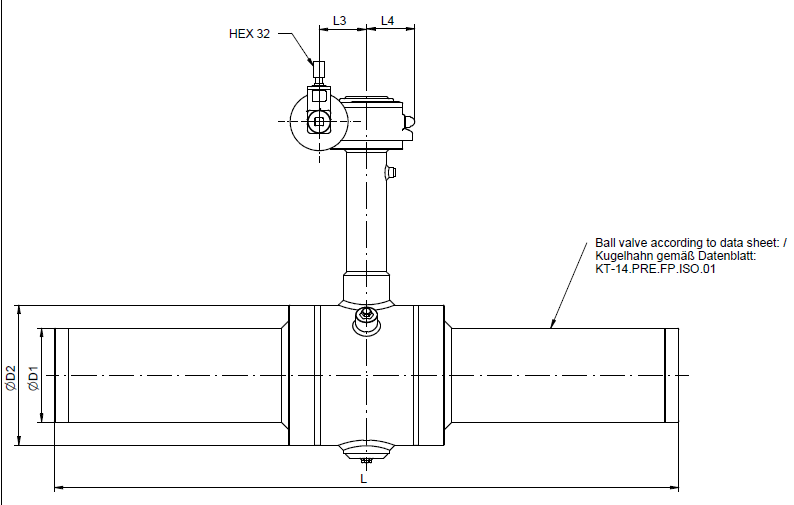 L3
L4
HEX 32
Ball valve according to data sheet: /
Kugelhahn gemäß Datenblatt:
KT-14.PRE.FP.ISO.01
ØD2
ØD1
L